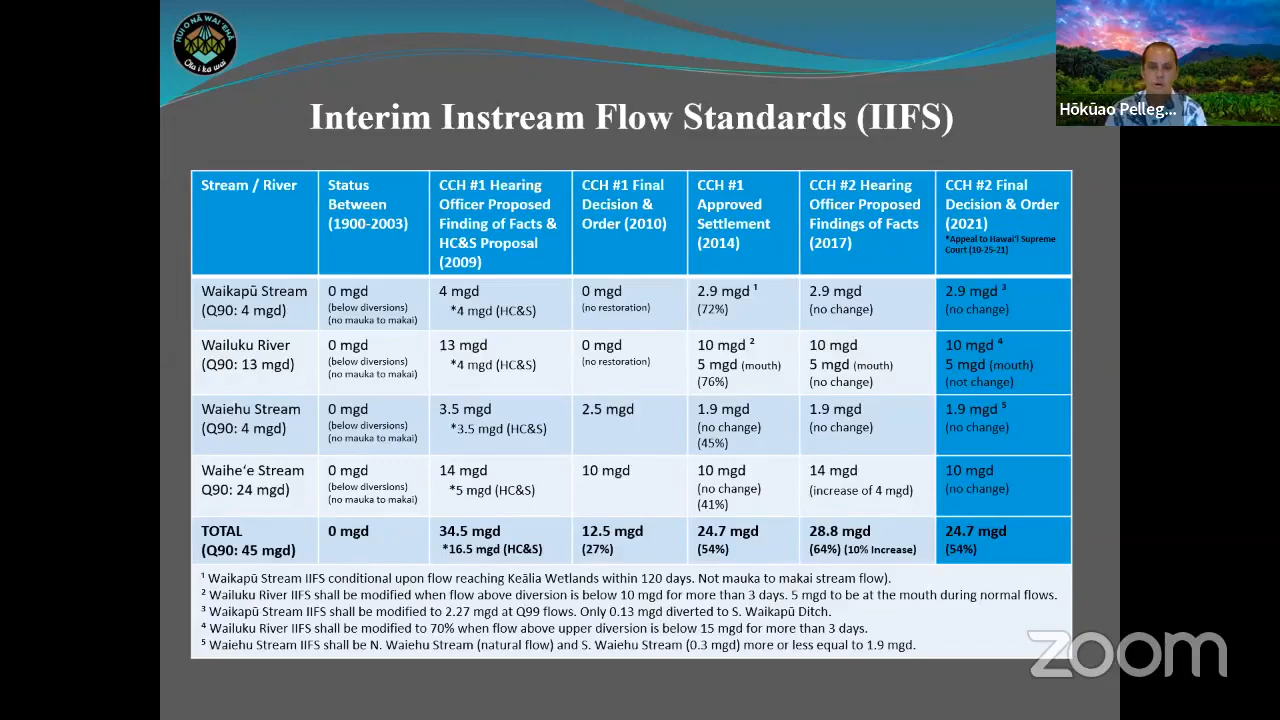 HUI O NĀ WAI ʻEHĀ
Ola i ka wai
Hōkūao Pelleg...
Interim Instream Flow Standards (IIFS)
Stream / River
Status
Between
(1900-2003)
CCH #1 Hearing
Officer Proposed
Finding of Facts &
HC&S Proposal
(2009)
CCH #1 Final
Decision &
Order (2010)
CCH #1
Approved
Settlement
(2014)
CCH #2 Hearing
Officer Proposed
Findings of Facts
(2017)
CCH #2 Final
Decision & Order
(2021)
*Appeal to Hawaiʻi Supreme
Court (10-25-21)
Waikapū Stream
(Q90: 4 mgd)
0 mgd
(below diversions)
(no mauka to makai)
4 mgd
*4 mgd (HC&S)
0 mgd
(no restoration)
2.9 mgd ¹
(72%)
2.9 mgd
(no change)
2.9 mgd ³
(no change)
Wailuku River
(Q90: 13 mgd)
0 mgd
(below diversions)
(no mauka to makai)
13 mgd
*4 mgd (HC&S)
0 mgd
(no restoration)
10 mgd ²
5 mgd (mouth)
(76%)
10 mgd
5 mgd (mouth)
(no change)
10 mgd ⁴
5 mgd (mouth)
(not change)
Waiehu Stream
(Q90: 4 mgd)
0 mgd
(below diversions)
(no mauka to makai)
3.5 mgd
*3.5 mgd (HC&S)
2.5 mgd
1.9 mgd
(no change)
(45%)
1.9 mgd
(no change)
1.9 mgd ⁵
(no change)
Waiheʻe Stream
Q90: 24 mgd)
0 mgd
(below diversions)
(no mauka to makai)
14 mgd
*5 mgd (HC&S)
10 mgd
10 mgd
(no change)
(41%)
14 mgd
(increase of 4 mgd)
10 mgd
(no change)
TOTAL
(Q90: 45 mgd)
0 mgd
34.5 mgd
*16.5 mgd (HC&S)
12.5 mgd
(27%)
24.7 mgd
(54%)
28.8 mgd
(64%) (10% Increase)
24.7 mgd
(54%)
¹ Waikapū Stream IIFS conditional upon flow reaching Keālia Wetlands within 120 days. Not mauka to makai stream flow).
² Wailuku River IIFS shall be modified when flow above diversion is below 10 mgd for more than 3 days. 5 mgd to be at the mouth during normal flows.
³ Waikapū Stream IIFS shall be modified to 2.27 mgd at Q99 flows. Only 0.13 mgd diverted to S. Waikapū Ditch.
⁴ Wailuku River IIFS shall be modified to 70% when flow above upper diversion is below 15 mgd for more than 3 days.
⁵ Waiehu Stream IIFS shall be N. Waiehu Stream (natural flow) and S. Waiehu Stream (0.3 mgd) more or less equal to 1.9 mgd.
zoom